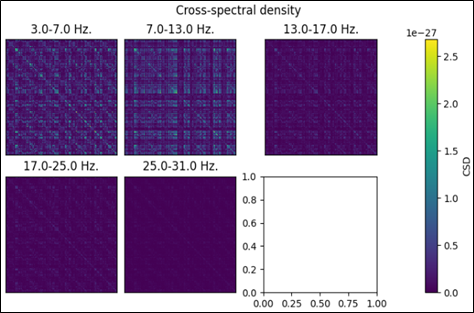 Cross-spectral density
3.0-7.0 Hz.
7.0-13.0 Hz.
13.0-17.0 Hz.
1e−27
2.5
2.0
1.5
1.0
0.5
0.0
CSD
17.0-25.0 Hz.
25.0-31.0 Hz.
1.0
0.8
0.6
0.4
0.2
0.0
0.00 0.25 0.50 0.75 1.00